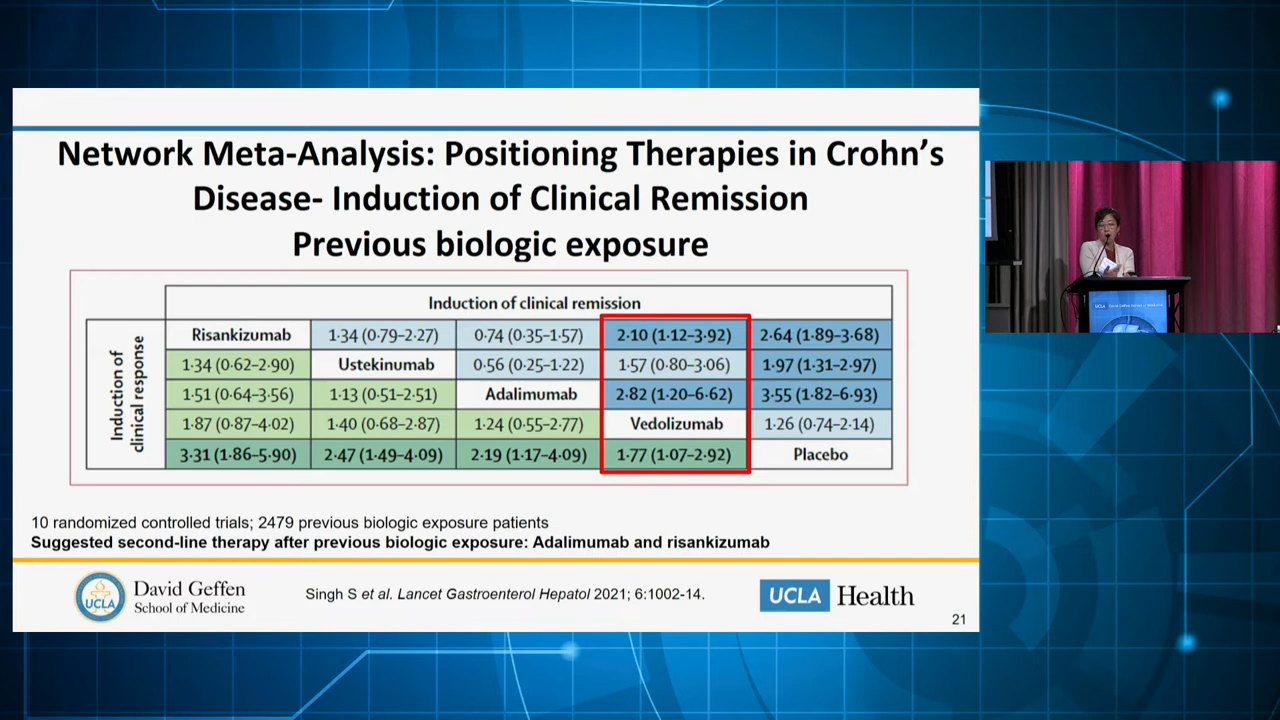 Network Meta-Analysis: Positioning Therapies in Crohn's
Disease- Induction of Clinical Remission
Previous biologic exposure
Induction of clinical remission
Induction of
clinical response
Risankizumab 1·34 (0·79–2·27) 0·74 (0·35–1·57) 2·10 (1·12–3·92) 2·64 (1·89–3·68)
1·34 (0·62–2·90) Ustekinumab 0·56 (0·25–1·22) 1·57 (0·80–3·06) 1·97 (1·31–2·97)
1·51 (0·64–3·56) 1·13 (0·51–2·51) Adalimumab 2·82 (1·20–6·62) 3·55 (1·82–6·93)
1·87 (0·87–4·02) 1·40 (0·68–2·87) 1·24 (0·55–2·77) Vedolizumab 1·26 (0·74–2·14)
3·31 (1·86–5·90) 2·47 (1·49–4·09) 2·19 (1·17–4·09) 1·77 (1·07–2·92) Placebo
10 randomized controlled trials; 2479 previous biologic exposure patients
Suggested second-line therapy after previous biologic exposure: Adalimumab and risankizumab
UCLA
David Geffen
School of Medicine
Singh S et al. Lancet Gastroenterol Hepatol 2021; 6:1002-14.
UCLA Health
21
UCLA